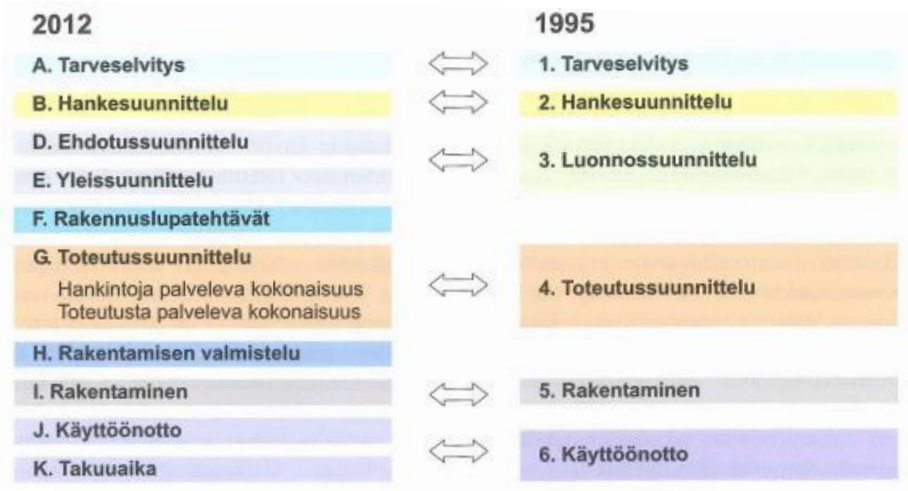 2012
1995
A. Tarveselvitys
1. Tarveselvitys
B. Hankesuunnittelu
2. Hankesuunnittelu
D. Ehdotussuunnittelu
3. Luonnossuunnittelu
E. Yleissuunnittelu
F. Rakennuslupatehtävät
G. Toteutussuunnittelu
Hankintoja palveleva kokonaisuus
Toteutusta palveleva kokonaisuus
4. Toteutussuunnittelu
H. Rakentamisen valmistelu
I. Rakentaminen
5. Rakentaminen
J. Käyttöönotto
6. Käyttöönotto
K. Takuuaika